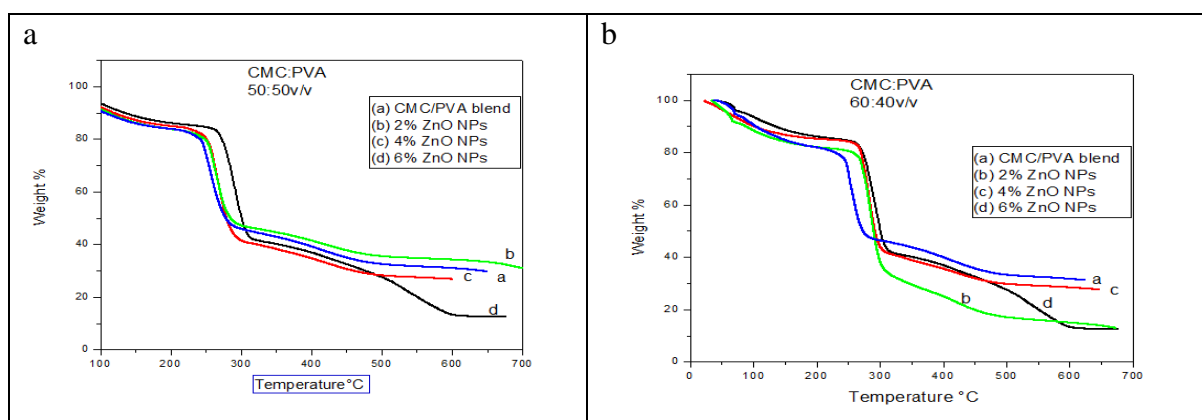 a
CMC:PVA
50:50v/v
(a) CMC/PVA blend
(b) 2% ZnO NPs
(c) 4% ZnO NPs
(d) 6% ZnO NPs
Weight %
100
80
60
40
20
0
b
c
a
d
100 200 300 400 500 600 700
Temperature°C
b
CMC:PVA
60:40v/v
(a) CMC/PVA blend
(b) 2% ZnO NPs
(c) 4% ZnO NPs
(d) 6% ZnO NPs
Weight %
100
80
60
40
20
0
a
c
b
d
0 100 200 300 400 500 600 700
Temperature °C